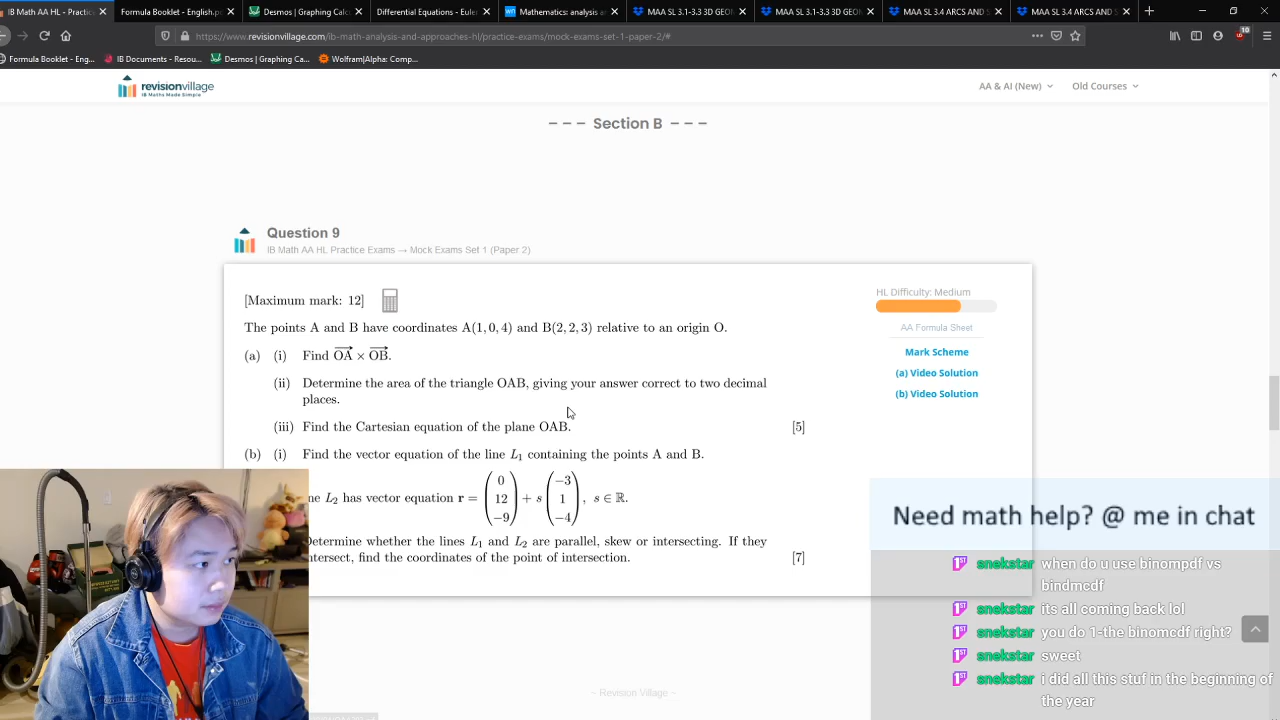 IB Math AA HL - Practic
Formula Booklet - Engli
Desmos | Graphing Calc
Differential Equation: Euler
Mathematics: analysis an
MAA SL 3.1-3.3 3D GEOM
MAA SL 3.1-3.3 3D GEO
MAA SL 3.4 ARCS AND S
MAA SL 3.4 ARCS AND S
https://www.revisionvillage.com/ib-math-analysis-and-approaches-hl/practice-exams/mock-exams-set-1-paper-2/#
Formula Booklet - Eng...
IB Documents - Resou...
Desmos | Graphing Cal...
Wolfram|Alpha: Comp...
revisionvillage
IB Maths Made Simple
AA & AI (New)
Old Courses
--- Section B ---
Question 9
IB Math AA HL Practice Exams → Mock Exams Set 1 (Paper 2)
[Maximum mark: 12]
HL Difficulty: Medium
AA Formula Sheet
Mark Scheme
(a) Video Solution
(b) Video Solution
The points A and B have coordinates A(1, 0, 4) and B(2, 2, 3) relative to an origin O.
(a) (i) Find OA × OB.
(ii) Determine the area of the triangle OAB, giving your answer correct to two decimal
places.
(iii) Find the Cartesian equation of the plane OAB. [5]
(b) (i) Find the vector equation of the line L₁ containing the points A and B.
ne L₂ has vector equation r = (0 12 −9) + s (−3 1 −4), s ∈ ℝ.
Determine whether the lines L₁ and L₂ are parallel, skew or intersecting. If they
ntersect, find the coordinates of the point of intersection. [7]
~ Revision Village ~
Need math help? @ me in chat
snekstar when do u use binompdf vs
bindmcdf
snekstar its all coming back lol
snekstar you do 1-the binomcdf right?
snekstar sweet
snekstar i did all this stuf in the beginning of
the year